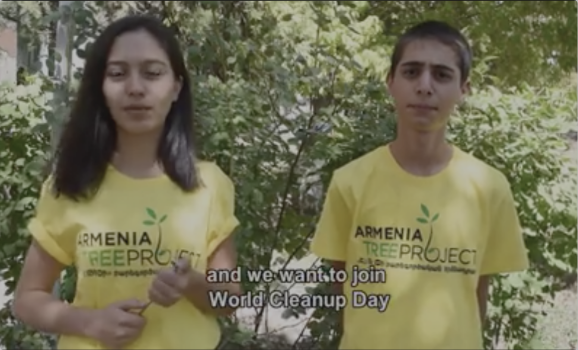 ARMENIA
TREEPROJECT
ARMENIA
TREEPROJECT
and we want to join
World Cleanup Day